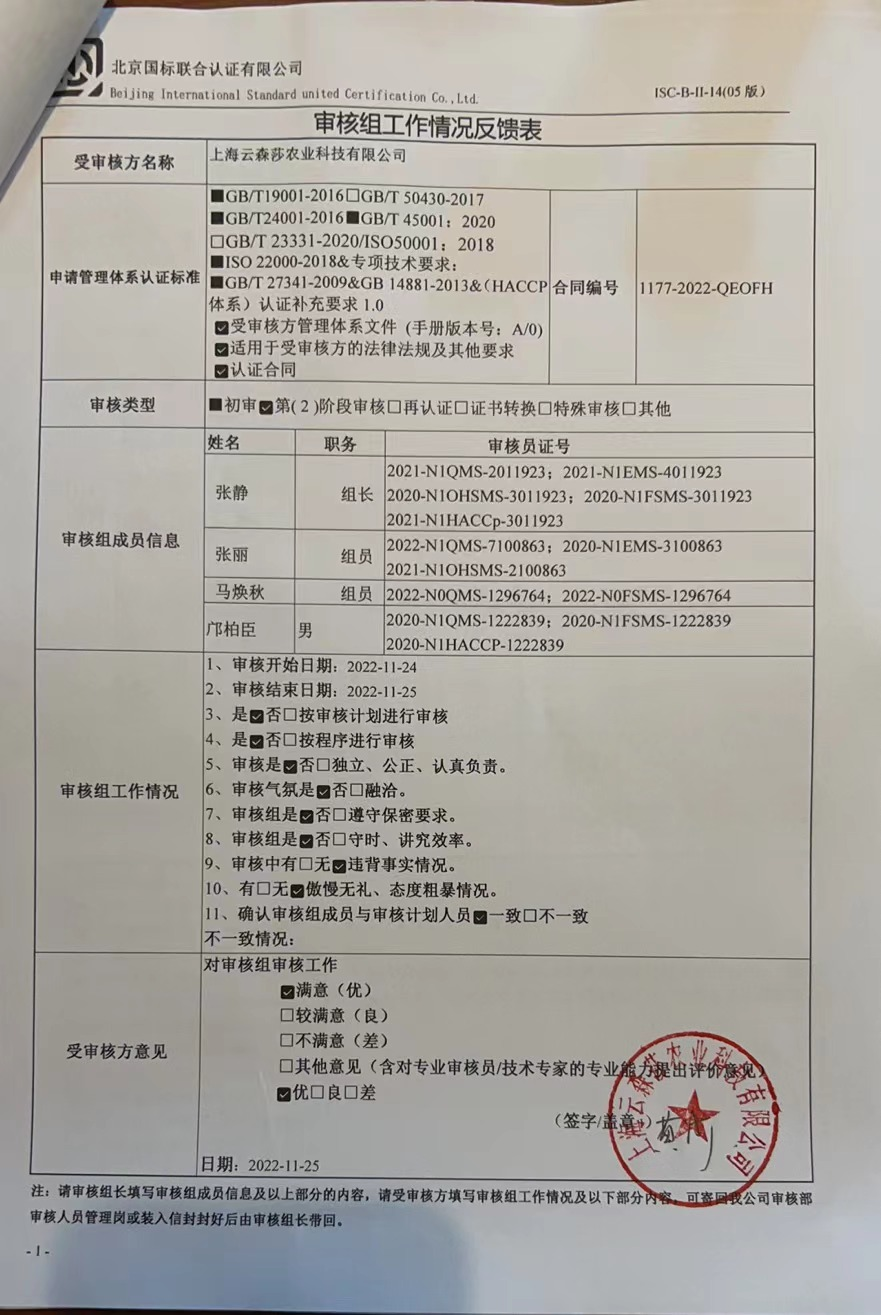 北京国标联合认证有限公司
Beijing International Standard united Certification Co.,Ltd.
ISC-B-II-14(05 版)
审核组工作情况反馈表
受审核方名称
上海云森莎农业科技有限公司
申请管理体系认证标准
■GB/T19001-2016□GB/T 50430-2017
■GB/T24001-2016■GB/T 45001：2020
□GB/T 23331-2020/ISO50001：2018
■ISO 22000-2018&专项技术要求：
■GB/T 27341-2009&GB 14881-2013&(HACCP
体系）认证补充要求 1.0
☑受审核方管理体系文件 (手册版本号：A/0)
☑适用于受审核方的法律法规及其他要求
☑认证合同
合同编号
1177-2022-QEOFH
审核类型
■初审☑第( 2 )阶段审核□再认证□证书转换□特殊审核□其他
审核组成员信息
姓名 职务 审核员证号
张静 组长
2021-N1QMS-2011923；2021-N1EMS-4011923
2020-N1OHSMS-3011923；2020-N1FSMS-3011923
2021-N1HACCp-3011923
张丽 组员
2022-N1QMS-7100863；2020-N1EMS-3100863
2021-N1OHSMS-2100863
马焕秋 组员 2022-N0QMS-1296764；2022-N0FSMS-1296764
邝柏臣 男
2020-N1QMS-1222839；2020-N1FSMS-1222839
2020-N1HACCP-1222839
审核组工作情况
1、审核开始日期：2022-11-24
2、审核结束日期：2022-11-25
3、是☑否□按审核计划进行审核
4、是☑否□按程序进行审核
5、审核是☑否□独立、公正、认真负责。
6、审核气氛是☑否□融洽。
7、审核组是☑否□遵守保密要求。
8、审核组是☑否□守时、讲究效率。
9、审核中有□无☑违背事实情况。
10、有□无☑傲慢无礼、态度粗暴情况。
11、确认审核组成员与审核计划人员☑一致□不一致
不一致情况：
受审核方意见
对审核组审核工作
☑满意（优）
□较满意（良）
□不满意（差）
□其他意见（含对专业审核员/技术专家的专业能力提出评价意见）
☑优□良□差
（签字/盖章）
上海云森莎农业科技有限公司
日期：2022-11-25
注：请审核组长填写审核组成员信息及以上部分的内容，请受审核方填写审核组工作情况及以下部分内容，可寄回我公司审核部
审核人员管理岗或装入信封封好后由审核组长带回。
- 1 -